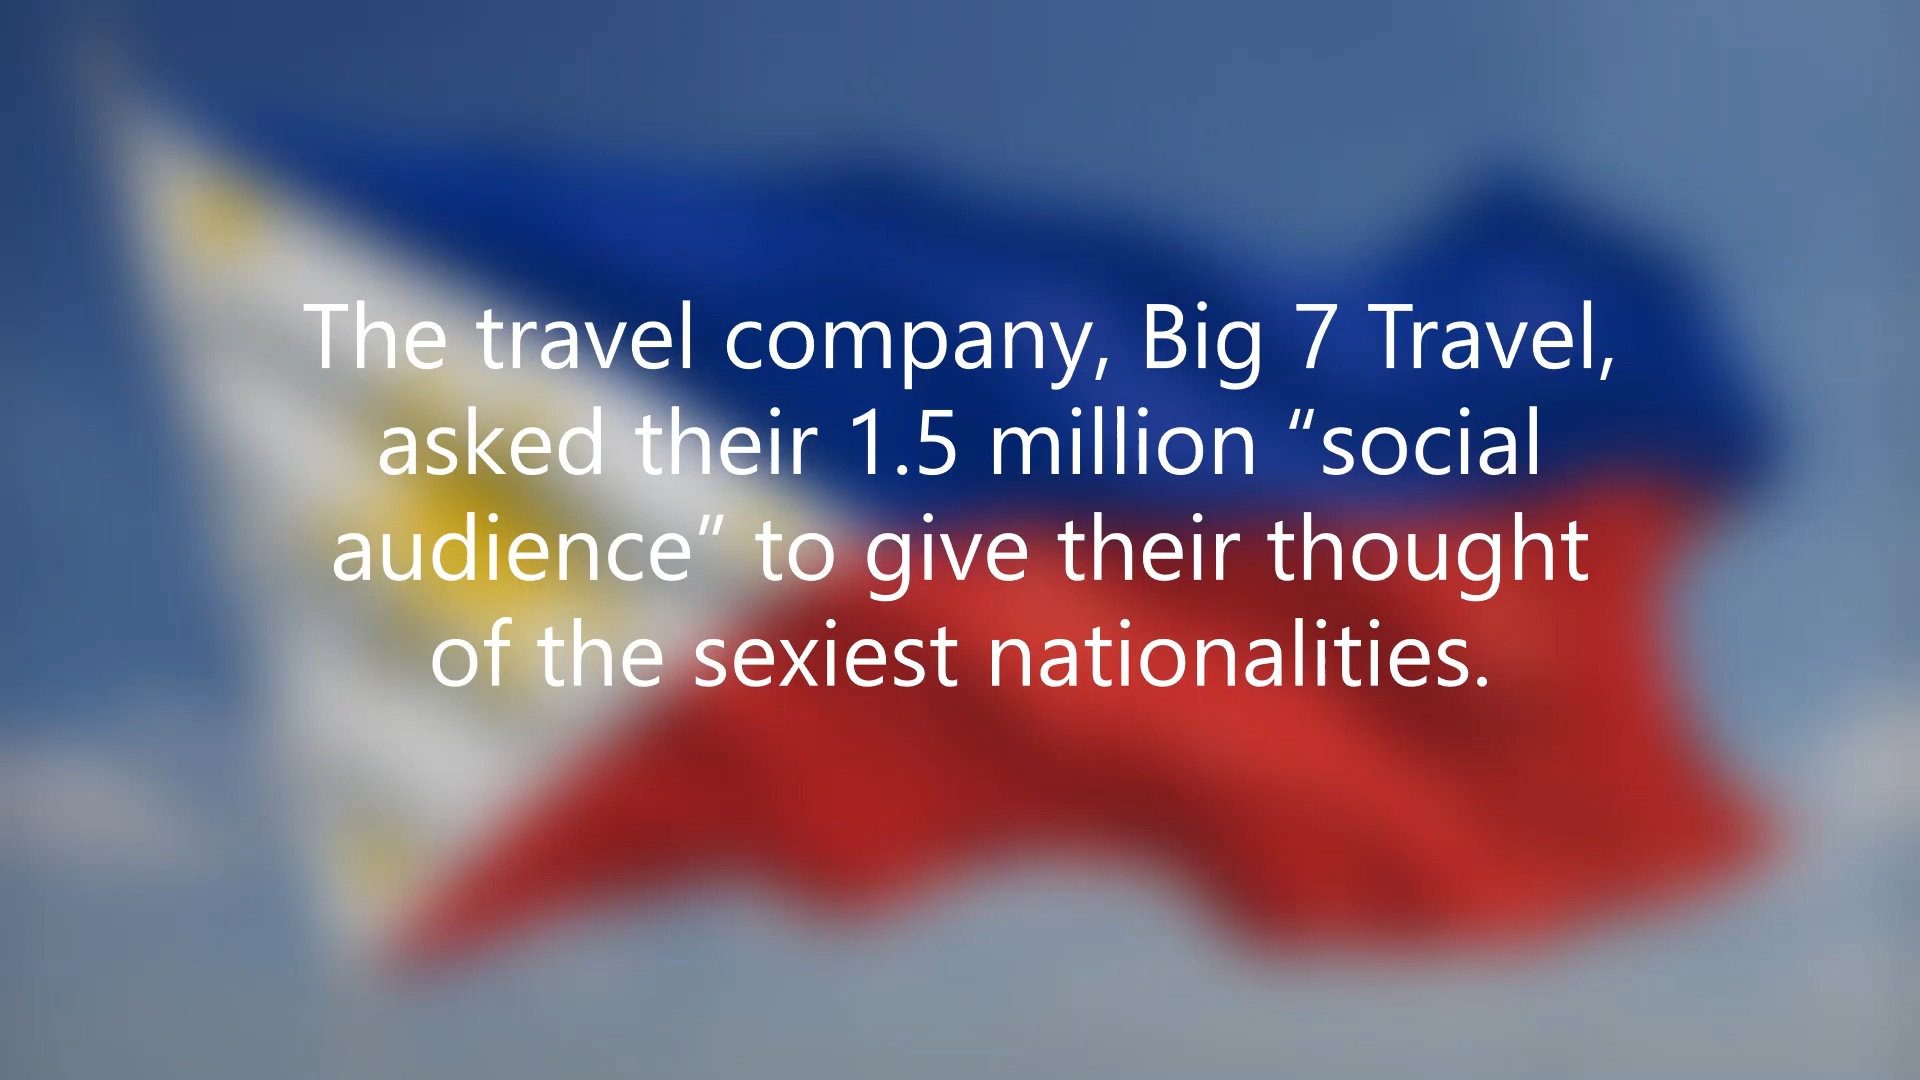 The travel company, Big 7 Travel,
asked their 1.5 million “social
audience” to give their thought
of the sexiest nationalities.